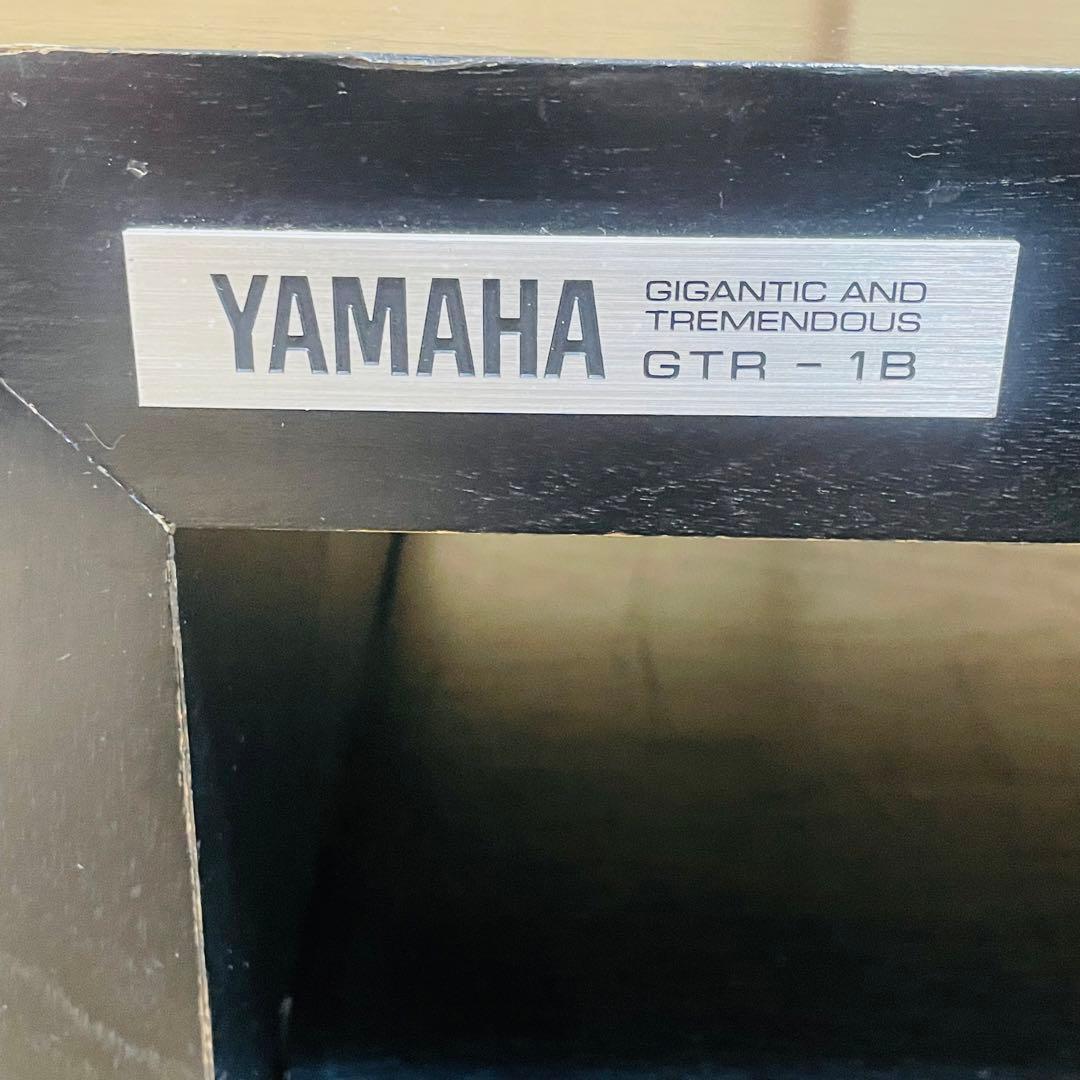 YAMAHA
GIGANTIC AND
TREMENDOUS
GTR - 1B